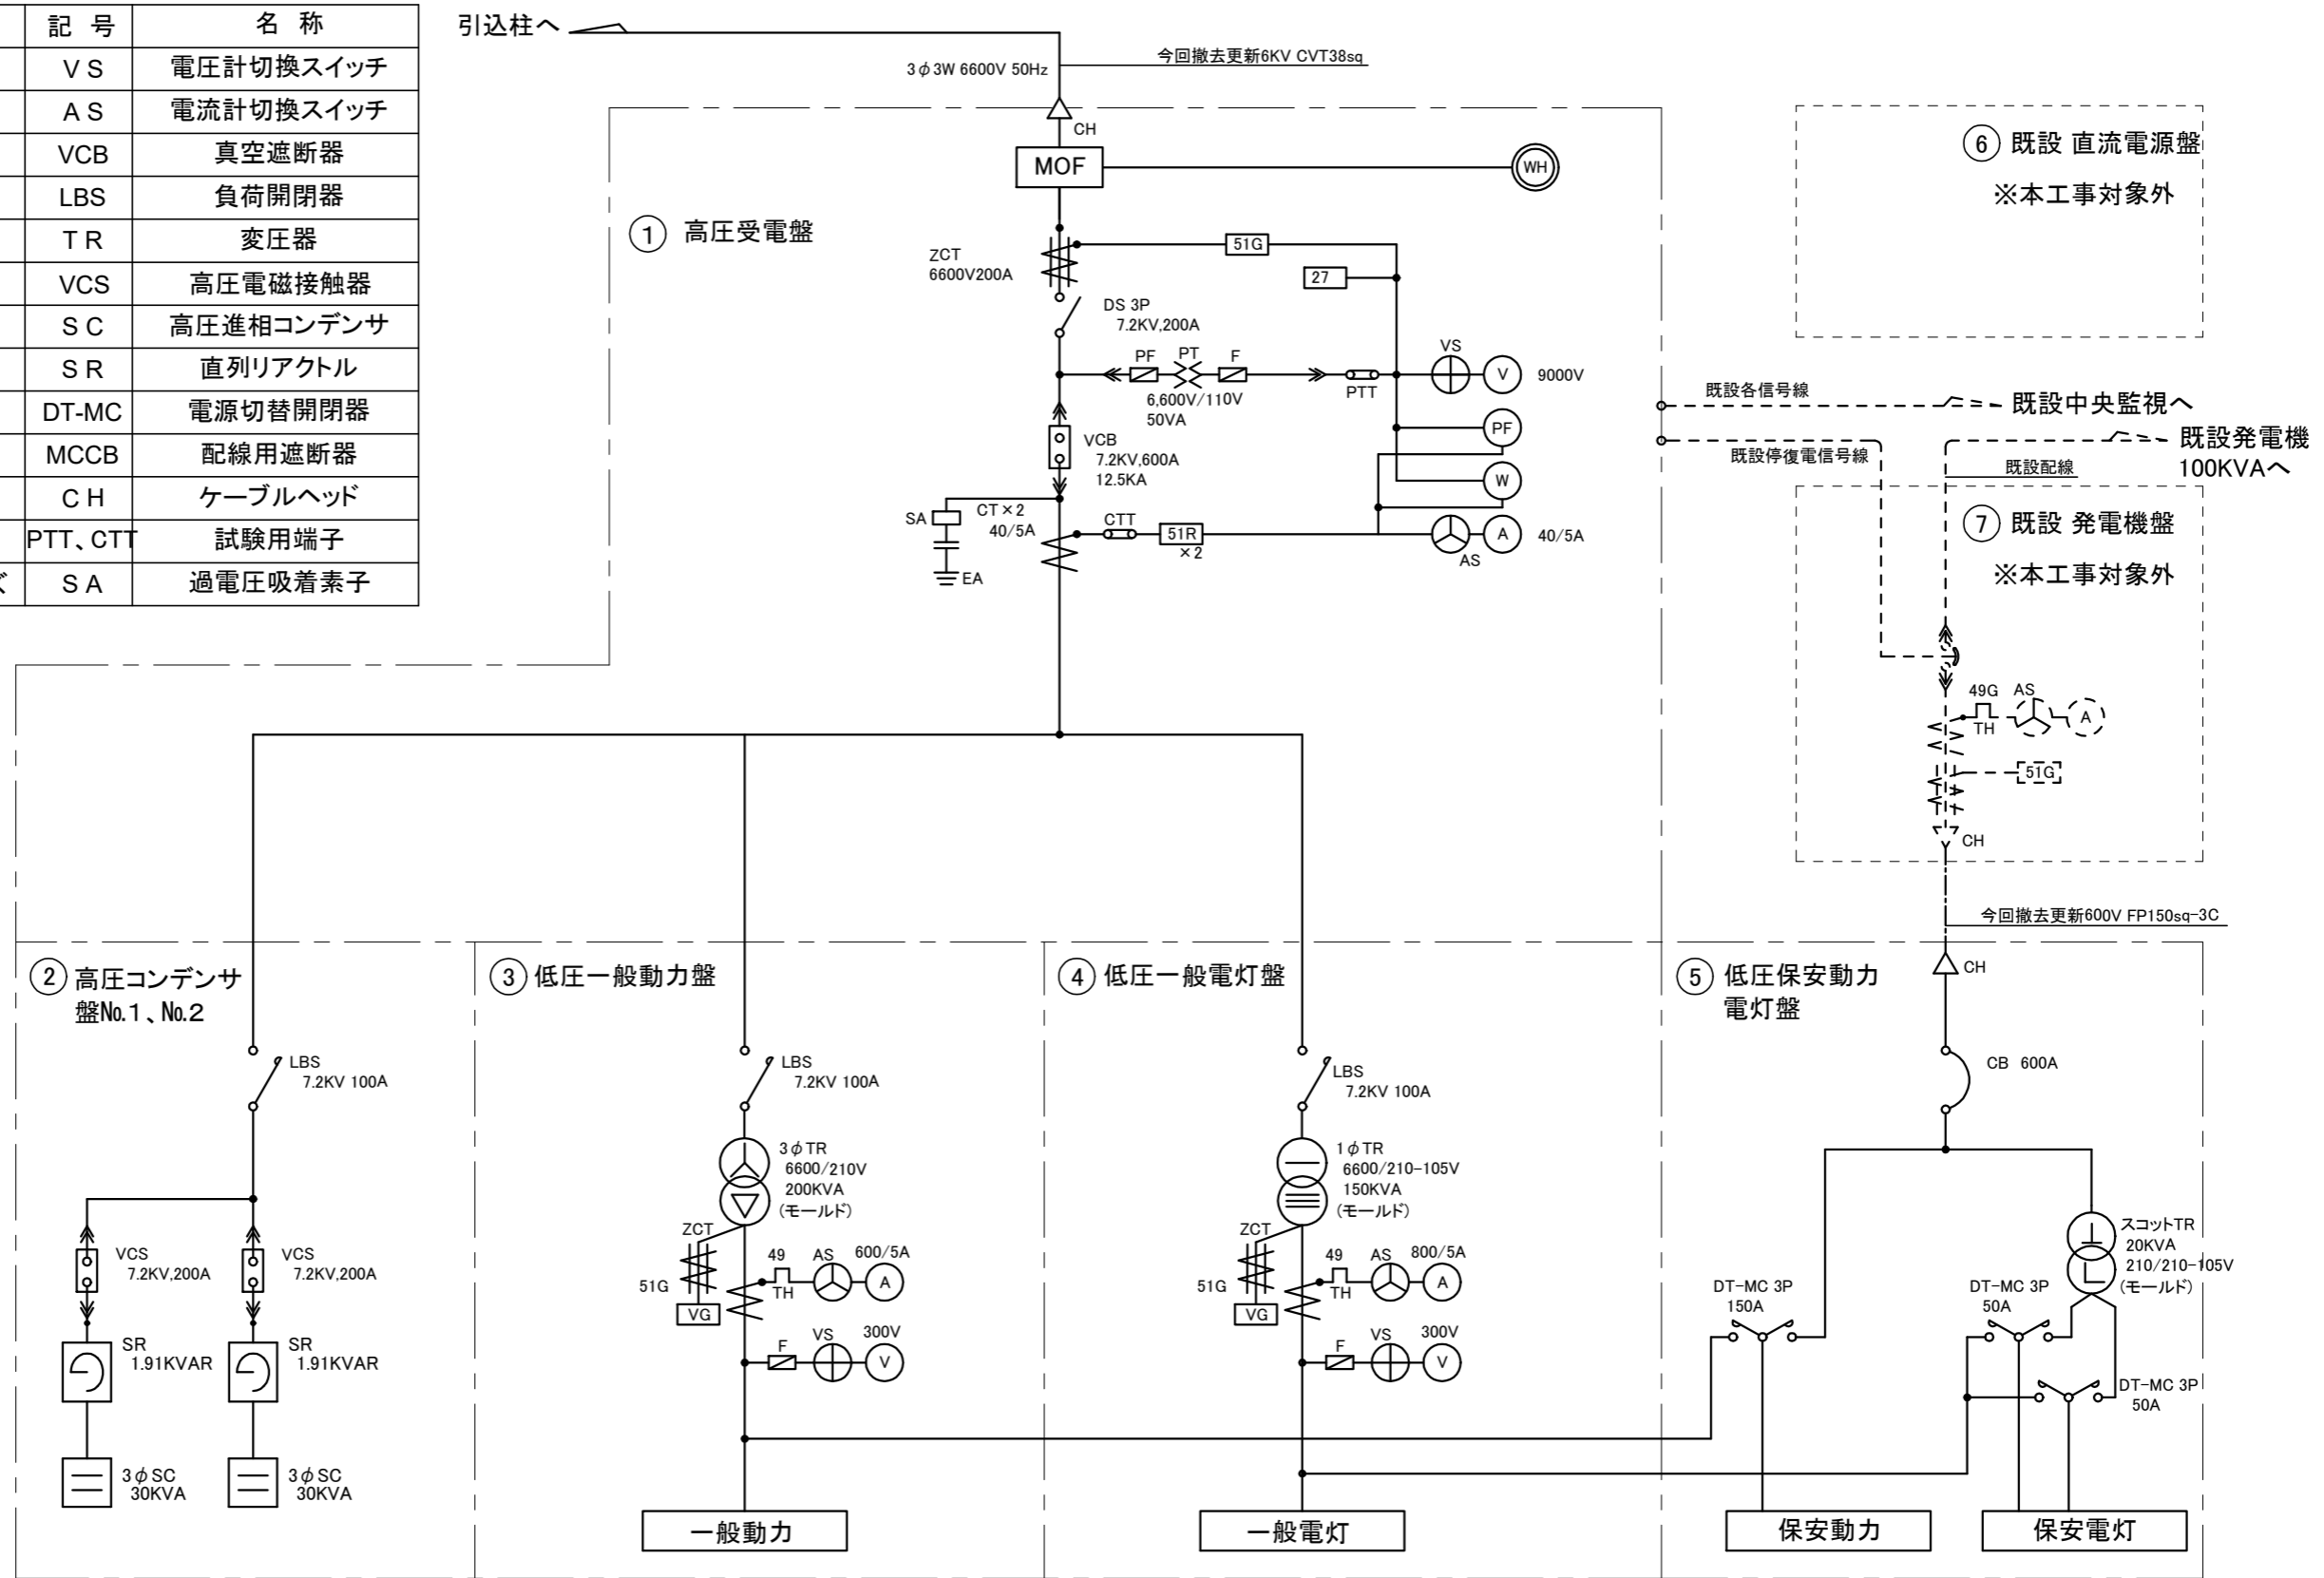 記 号 名 称
V S 電圧計切換スイッチ
A S 電流計切換スイッチ
VCB 真空遮断器
LBS 負荷開閉器
T R 変圧器
VCS 高圧電磁接触器
S C 高圧進相コンデンサ
S R 直列リアクトル
DT-MC 電源切替開閉器
MCCB 配線用遮断器
C H ケーブルヘッド
PTT、CTT 試験用端子
S A 過電圧吸着素子
引込柱へ
3φ3W 6600V 50Hz
今回撤去更新6KV CVT38sq
CH
MOF
WH
① 高圧受電盤
ZCT
6600V200A
51G
27
DS 3P
7.2KV,200A
PF PT F
6,600V/110V
50VA
PTT
VS
V
9000V
PF
W
VCB
7.2KV,600A
12.5KA
SA
EA
CT×2
40/5A
CTT
51R
×2
AS
A
40/5A
⑥ 既設 直流電源盤
※本工事対象外
既設各信号線
既設中央監視へ
既設停復電信号線
既設発電機
100KVAへ
既設配線
⑦ 既設 発電機盤
※本工事対象外
49G AS
TH
A
51G
CH
今回撤去更新600V FP150sq-3C
② 高圧コンデンサ
盤№.1、№.2
LBS
7.2KV 100A
VCS
7.2KV,200A
VCS
7.2KV,200A
SR
1.91KVAR
SR
1.91KVAR
3φSC
30KVA
3φSC
30KVA
③ 低圧一般動力盤
LBS
7.2KV 100A
3φTR
6600/210V
200KVA
(モールド)
ZCT
51G
VG
49 AS 600/5A
TH
A
F VS 300V
V
一般動力
④ 低圧一般電灯盤
LBS
7.2KV 100A
1φTR
6600/210-105V
150KVA
(モールド)
ZCT
51G
VG
49 AS 800/5A
TH
A
F VS 300V
V
一般電灯
⑤ 低圧保安動力
電灯盤
CH
CB 600A
スコットTR
20KVA
210/210-105V
(モールド)
DT-MC 3P
150A
DT-MC 3P
50A
DT-MC 3P
50A
保安動力
保安電灯